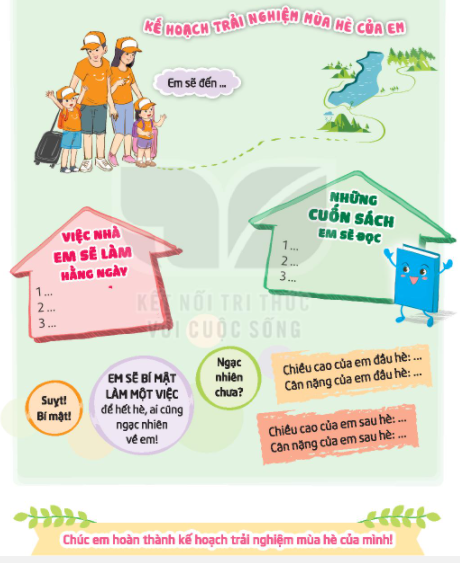 KẾ HOẠCH TRẢI NGHIỆM MÙA HÈ CỦA EM
Em sẽ đến ...
VIỆC NHÀ
EM SẼ LÀM
HẰNG NGÀY
1 ...
2 ...
3 ...
NHỮNG
CUỐN SÁCH
EM SẼ ĐỌC
1 ...
2 ...
3 ...
KẾT NỐI TRI THỨC
VỚI CUỘC SỐNG
Suỵt!
Bí mật!
EM SẼ BÍ MẬT
LÀM MỘT VIỆC
để hết hè, ai cũng
ngạc nhiên
về em!
Ngạc
nhiên
chưa?
Chiều cao của em đầu hè: ...
Cân nặng của em đầu hè: ...
Chiều cao của em sau hè: ...
Cân nặng của em sau hè: ...
Chúc em hoàn thành kế hoạch trải nghiệm mùa hè của mình!